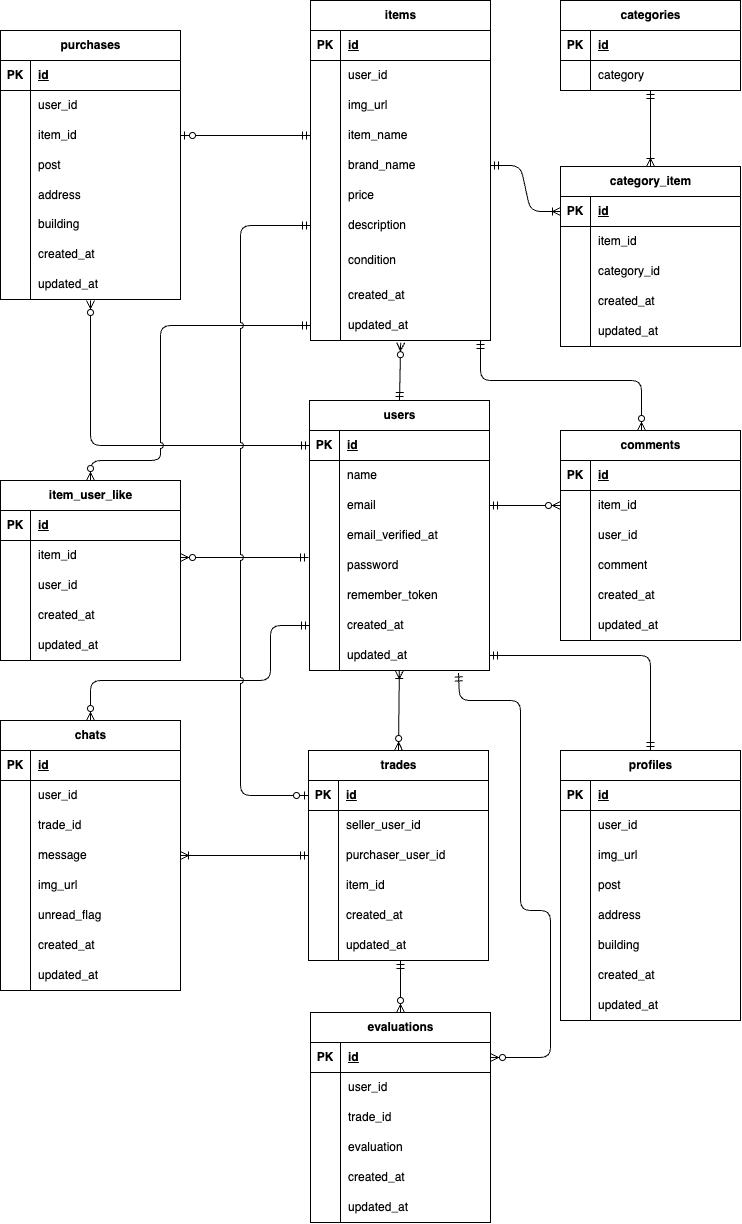 items
PK id
user_id
img_url
item_name
brand_name
price
description
condition
created_at
updated_at
categories
PK id
category
purchases
PK id
user_id
item_id
post
address
building
created_at
updated_at
category_item
PK id
item_id
category_id
created_at
updated_at
users
PK id
name
email
email_verified_at
password
remember_token
created_at
updated_at
comments
PK id
item_id
user_id
comment
created_at
updated_at
item_user_like
PK id
item_id
user_id
created_at
updated_at
chats
PK id
user_id
trade_id
message
img_url
unread_flag
created_at
updated_at
trades
PK id
seller_user_id
purchaser_user_id
item_id
created_at
updated_at
profiles
PK id
user_id
img_url
post
address
building
created_at
updated_at
evaluations
PK id
user_id
trade_id
evaluation
created_at
updated_at